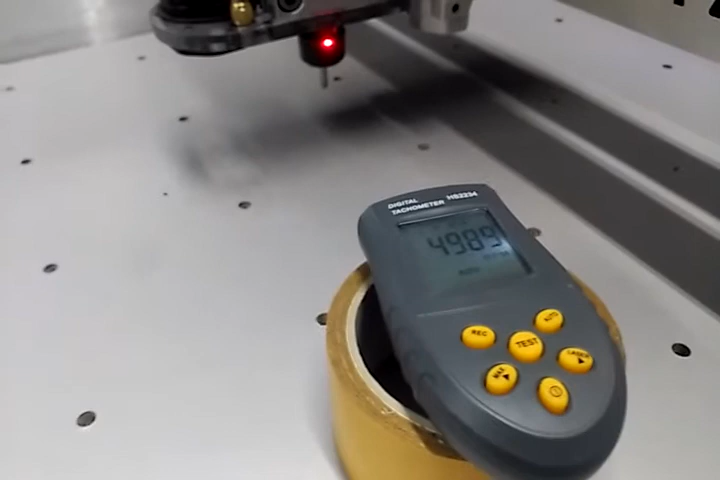 DIGITAL
TACHOMETER HS2234
4989
REC
AUTO
TEST
MAX
LASER